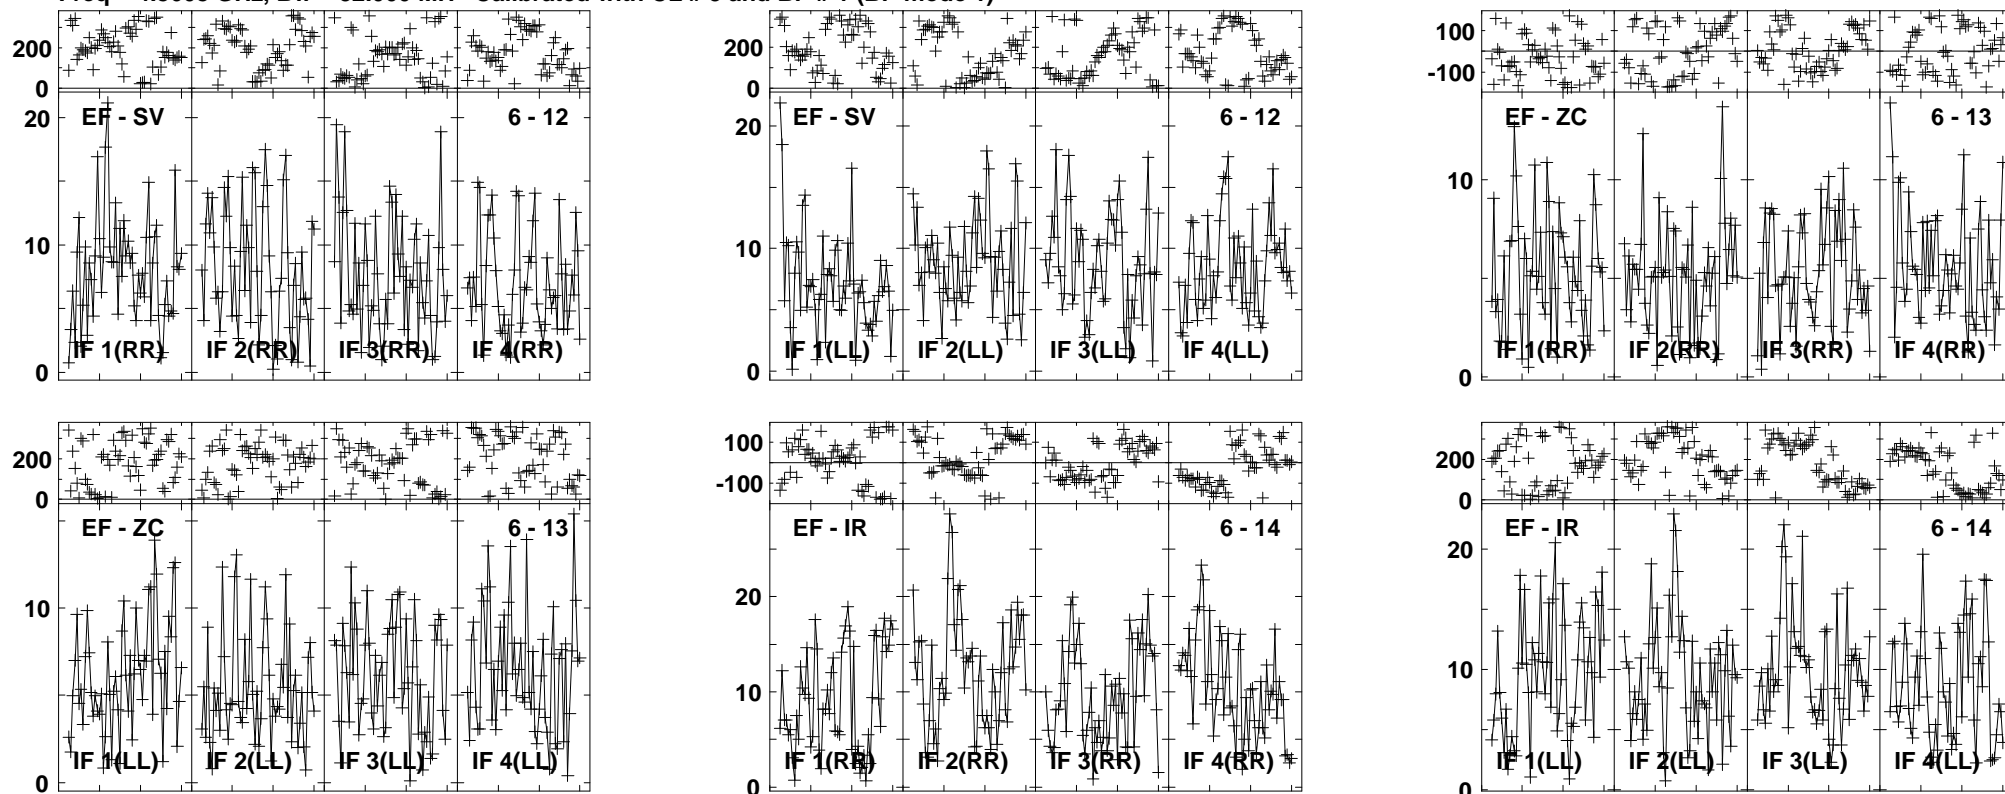 200
0
20
10
0
EF - SV
6 - 12
IF 1(RR)
IF 2(RR)
IF 3(RR)
IF 4(RR)
200
0
20
10
0
EF - SV
6 - 12
IF 1(LL)
IF 2(LL)
IF 3(LL)
IF 4(LL)
100
-100
10
0
EF - ZC
6 - 13
IF 1(RR)
IF 2(RR)
IF 3(RR)
IF 4(RR)
200
0
10
0
EF - ZC
6 - 13
IF 1(LL)
IF 2(LL)
IF 3(LL)
IF 4(LL)
100
-100
20
10
0
EF - IR
6 - 14
IF 1(RR)
IF 2(RR)
IF 3(RR)
IF 4(RR)
200
0
20
10
0
EF - IR
6 - 14
IF 1(LL)
IF 2(LL)
IF 3(LL)
IF 4(LL)